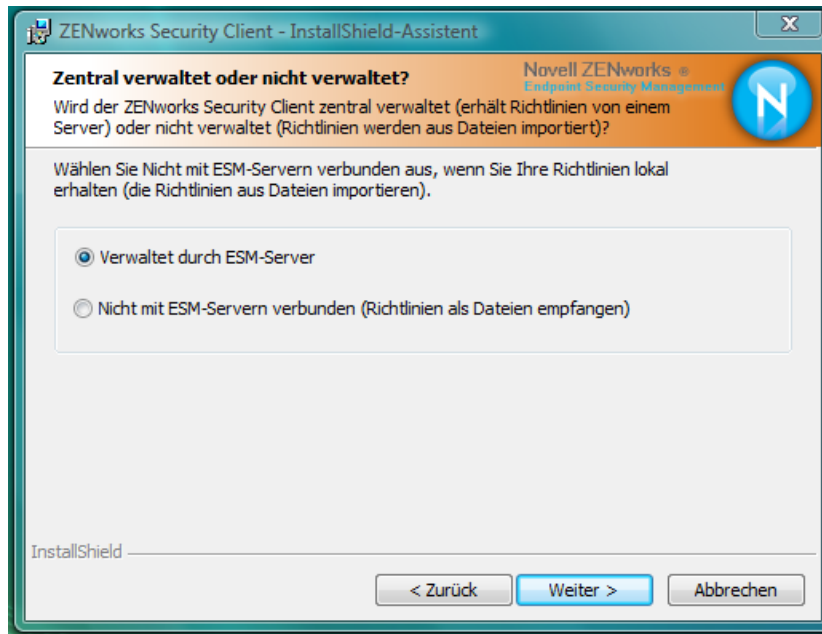 ZENworks Security Client - InstallShield-Assistent
Zentral verwaltet oder nicht verwaltet?
Novell ZENworks ®
Endpoint Security Management
Wird der ZENworks Security Client zentral verwaltet (erhält Richtlinien von einem
Server) oder nicht verwaltet (Richtlinien werden aus Dateien importiert)?
N
Wählen Sie Nicht mit ESM-Servern verbunden aus, wenn Sie Ihre Richtlinien lokal
erhalten (die Richtlinien aus Dateien importieren).
Verwaltet durch ESM-Server
Nicht mit ESM-Servern verbunden (Richtlinien als Dateien empfangen)
InstallShield
< Zurück
Weiter >
Abbrechen